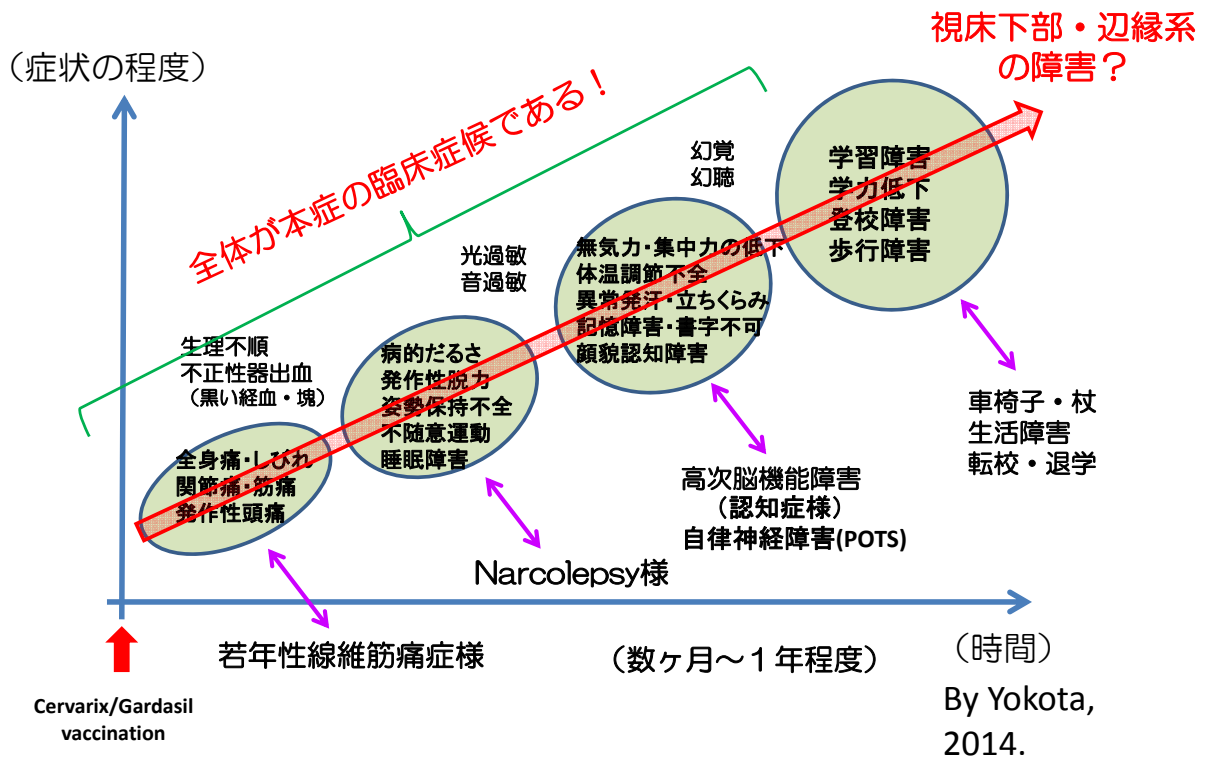 視床下部・辺縁系
の障害？
（症状の程度）
全体が本症の臨床症候である！
幻覚
幻聴
学習障害
学力低下
登校障害
歩行障害
光過敏
音過敏
無気力・集中力の低下
体温調節不全
異常発汗・立ちくらみ
記憶障害・書字不可
顔貌認知障害
生理不順
不正性器出血
（黒い経血・塊）
病的だるさ
発作性脱力
姿勢保持不全
不随意運動
睡眠障害
全身痛・しびれ
関節痛・筋痛
発作性頭痛
車椅子・杖
生活障害
転校・退学
高次脳機能障害
（認知症様）
自律神経障害(POTS)
Narcolepsy様
若年性線維筋痛症様
（数ヶ月～１年程度）
（時間）
Cervarix/Gardasil
vaccination
By Yokota,
2014.